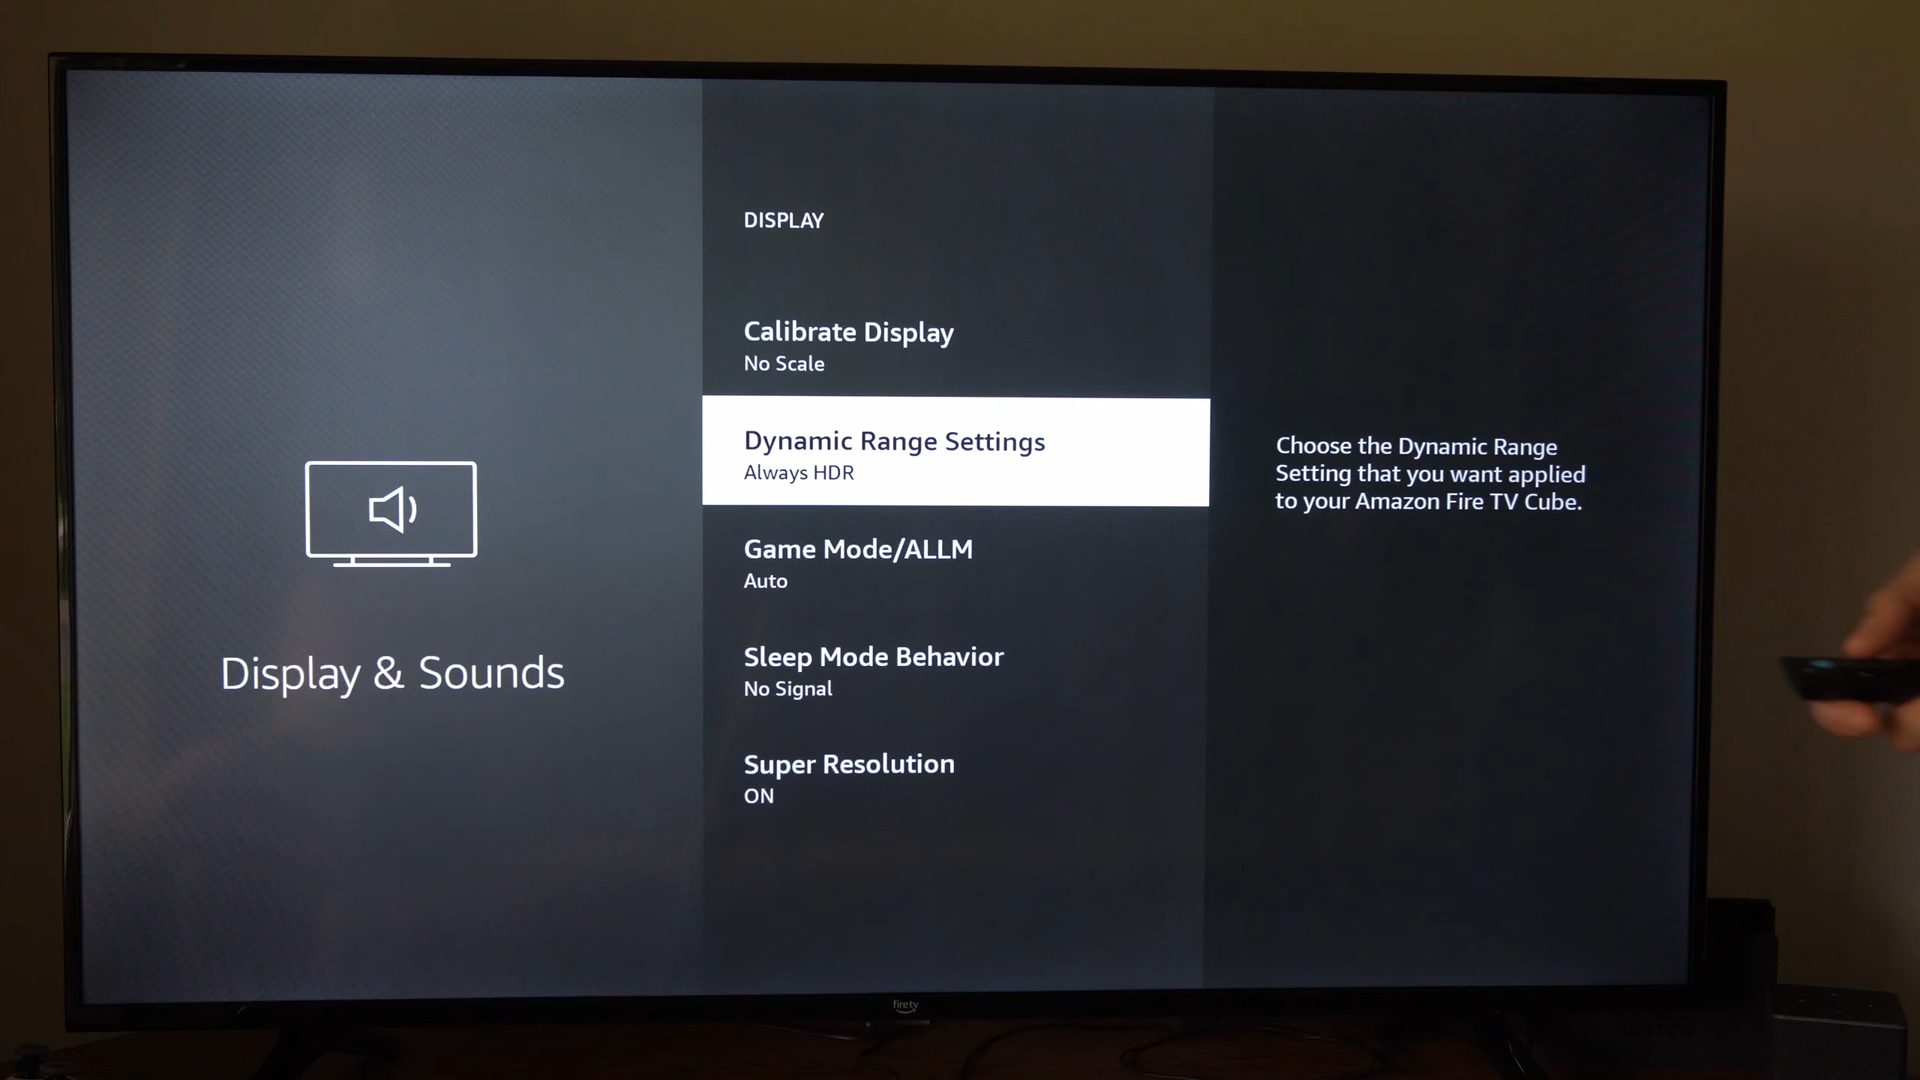 DISPLAY
Calibrate Display
No Scale
Dynamic Range Settings
Always HDR
Game Mode/ALLM
Auto
Sleep Mode Behavior
No Signal
Super Resolution
ON
Display & Sounds
Choose the Dynamic Range
Setting that you want applied
to your Amazon Fire TV Cube.
firetv